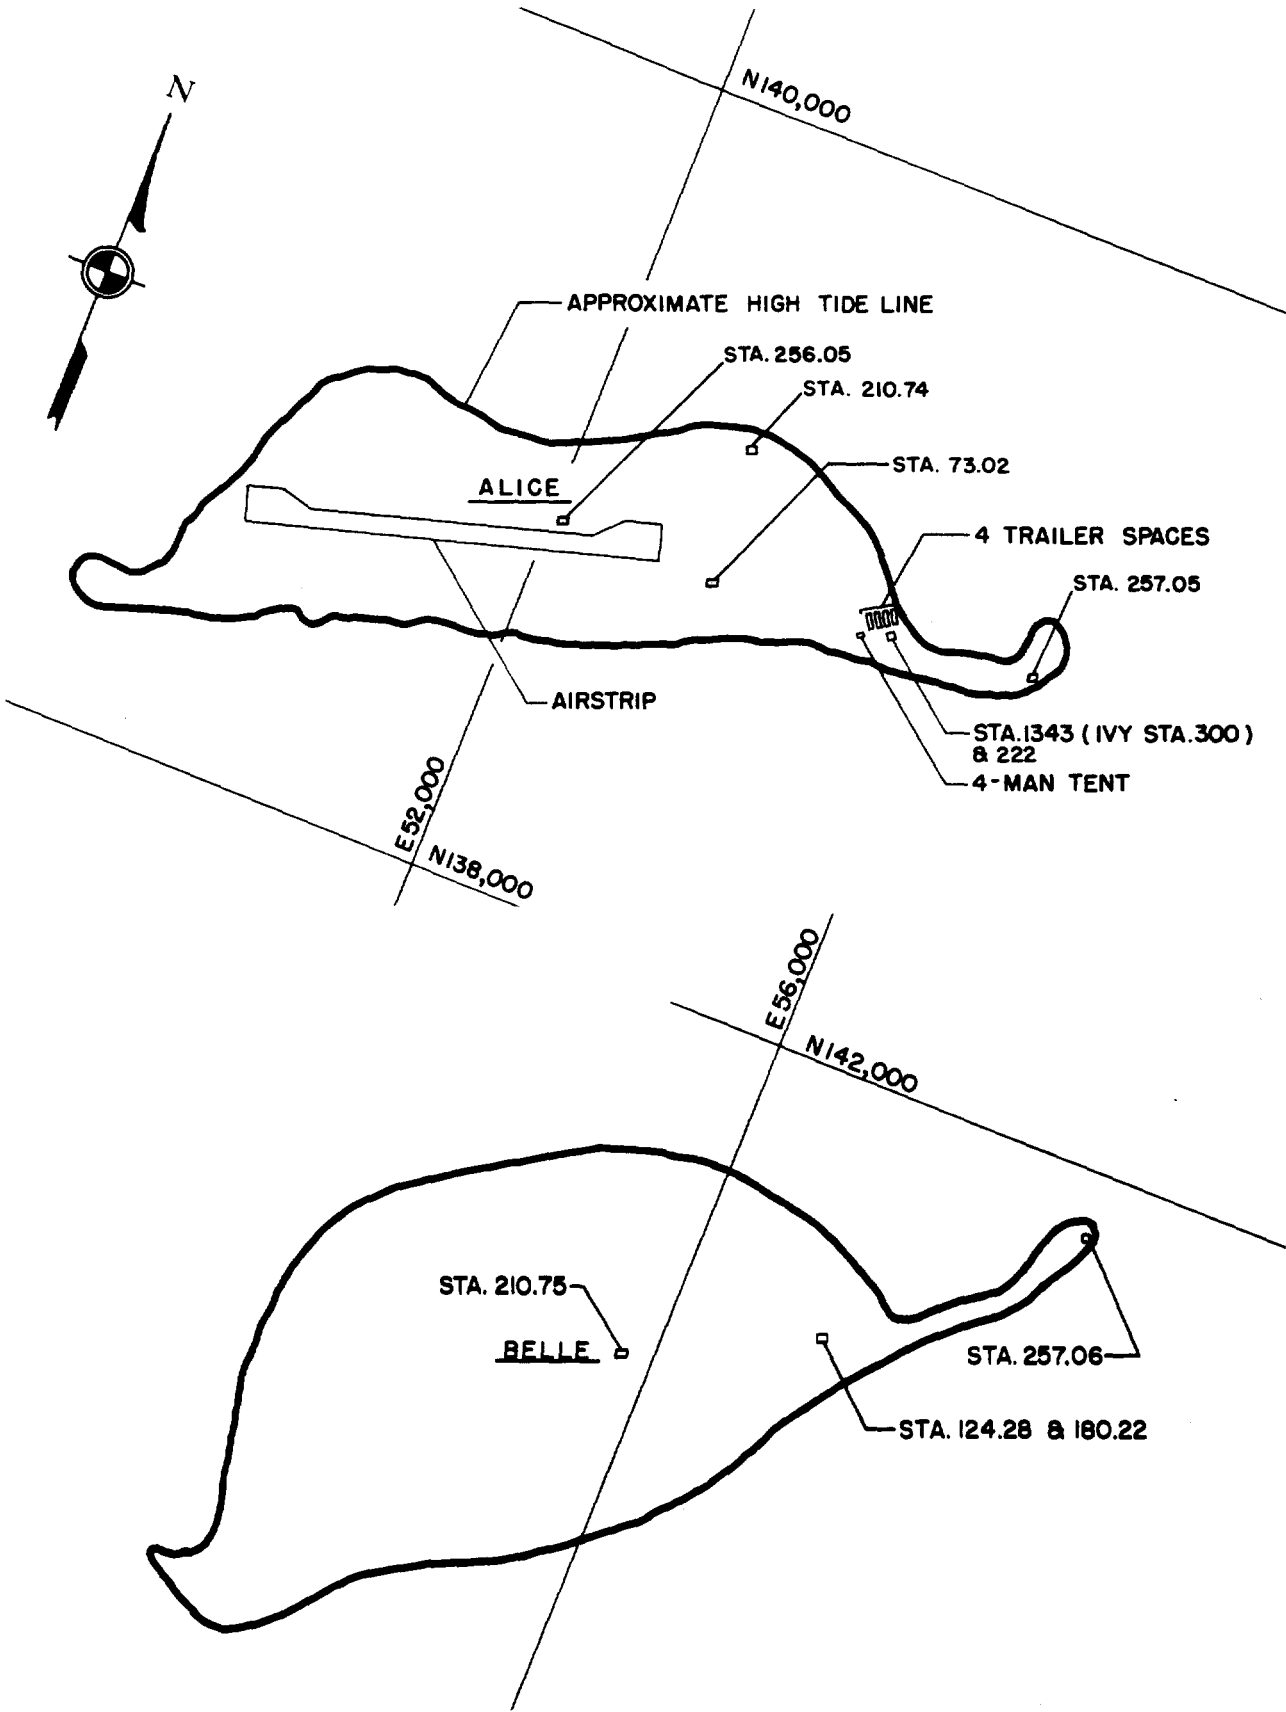 N
N140,000
APPROXIMATE HIGH TIDE LINE
STA. 256.05
STA. 210.74
STA. 73.02
ALICE
4 TRAILER SPACES
STA. 257.05
AIRSTRIP
STA.1343 (IVY STA.300)
& 222
4-MAN TENT
E52,000
N138,000
E56,000
N142,000
STA. 210.75
BELLE
STA. 257.06
STA. 124.28 & 180.22